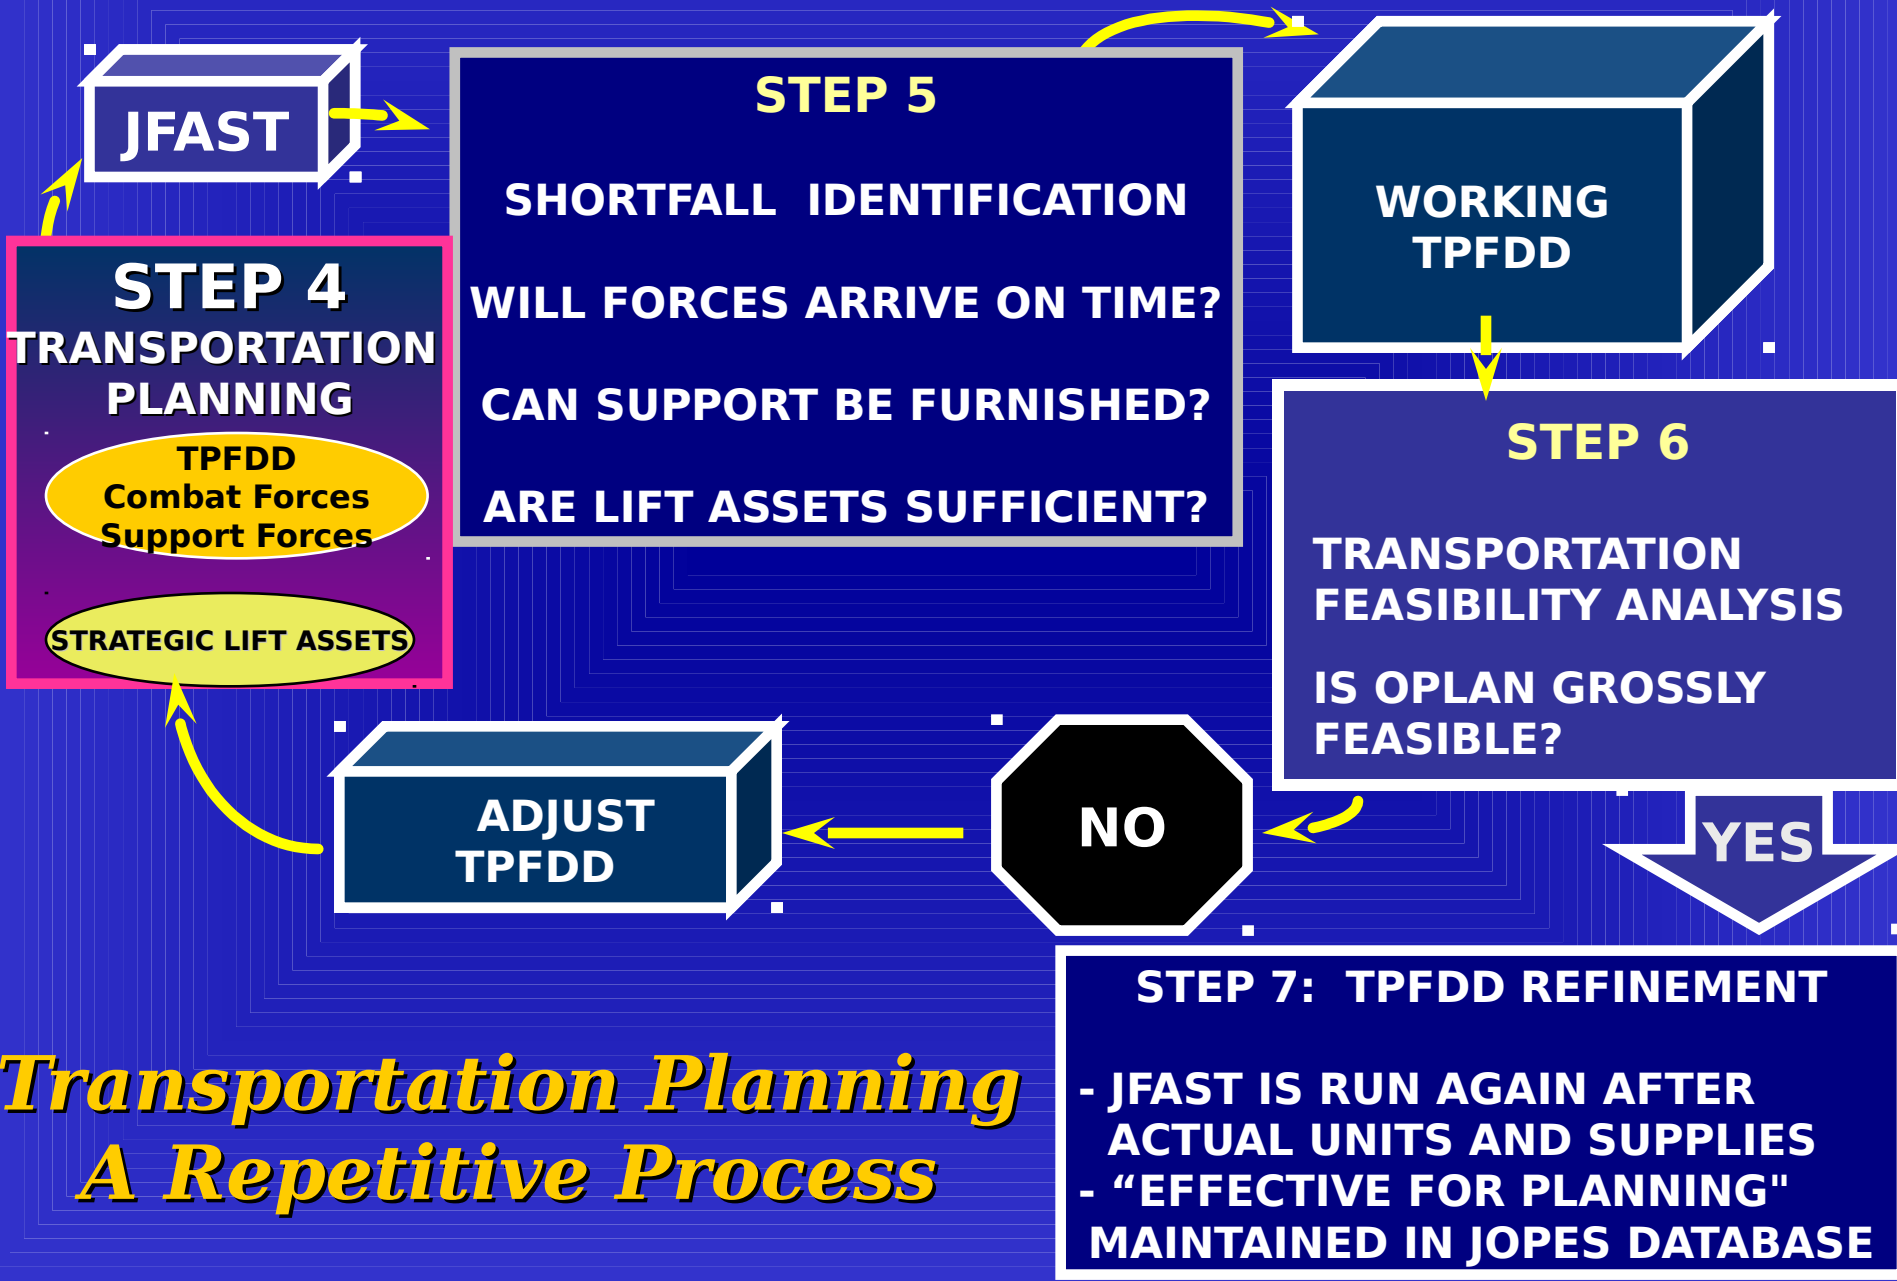 JFAST
STEP 4
TRANSPORTATION
PLANNING
TPFDD
Combat Forces
Support Forces
STRATEGIC LIFT ASSETS
STEP 5
SHORTFALL  IDENTIFICATION
WILL FORCES ARRIVE ON TIME?
CAN SUPPORT BE FURNISHED?
ARE LIFT ASSETS SUFFICIENT?
WORKING
TPFDD
STEP 6
TRANSPORTATION
FEASIBILITY ANALYSIS
IS OPLAN GROSSLY
FEASIBLE?
NO
YES
ADJUST
TPFDD
STEP 7:  TPFDD REFINEMENT
- JFAST IS RUN AGAIN AFTER
ACTUAL UNITS AND SUPPLIES
- “EFFECTIVE FOR PLANNING"
MAINTAINED IN JOPES DATABASE
Transportation Planning
A Repetitive Process